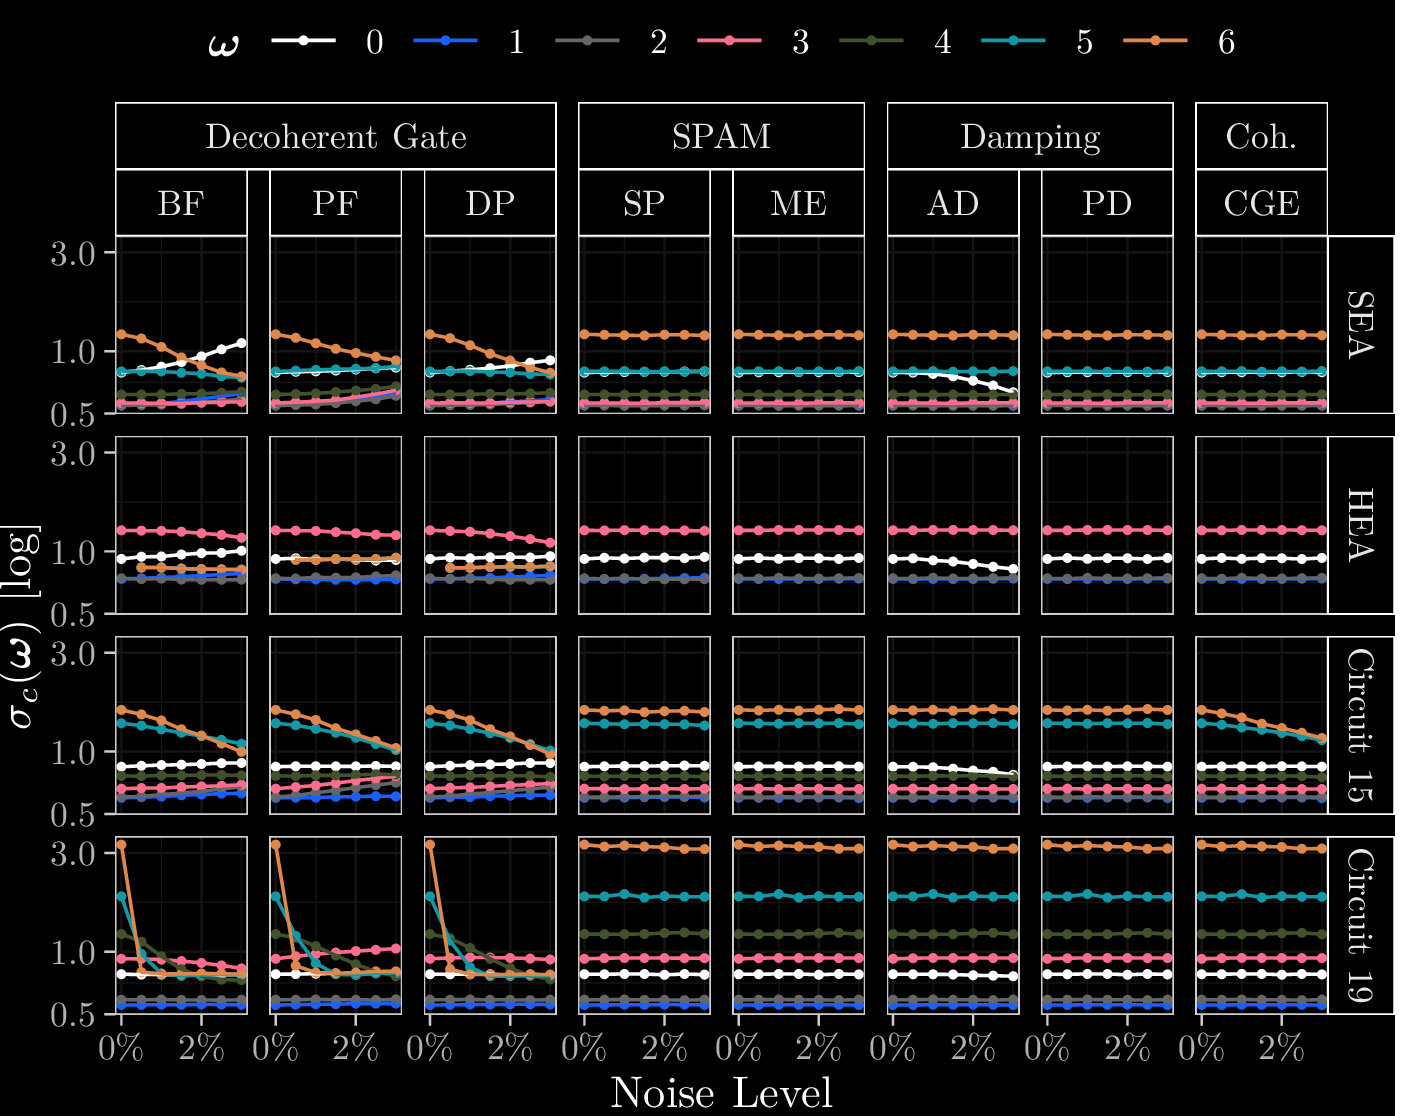 ω 0 1 2 3 4 5 6
Decoherent Gate SPAM Damping Coh.
BF PF DP SP ME AD PD CGE
3.0
1.0
0.5
SEA
3.0
1.0
0.5
HEA
σc(ω) [log]
3.0
1.0
0.5
Circuit 15
3.0
1.0
0.5
Circuit 19
0% 2% 0% 2% 0% 2% 0% 2% 0% 2% 0% 2% 0% 2% 0% 2%
Noise Level